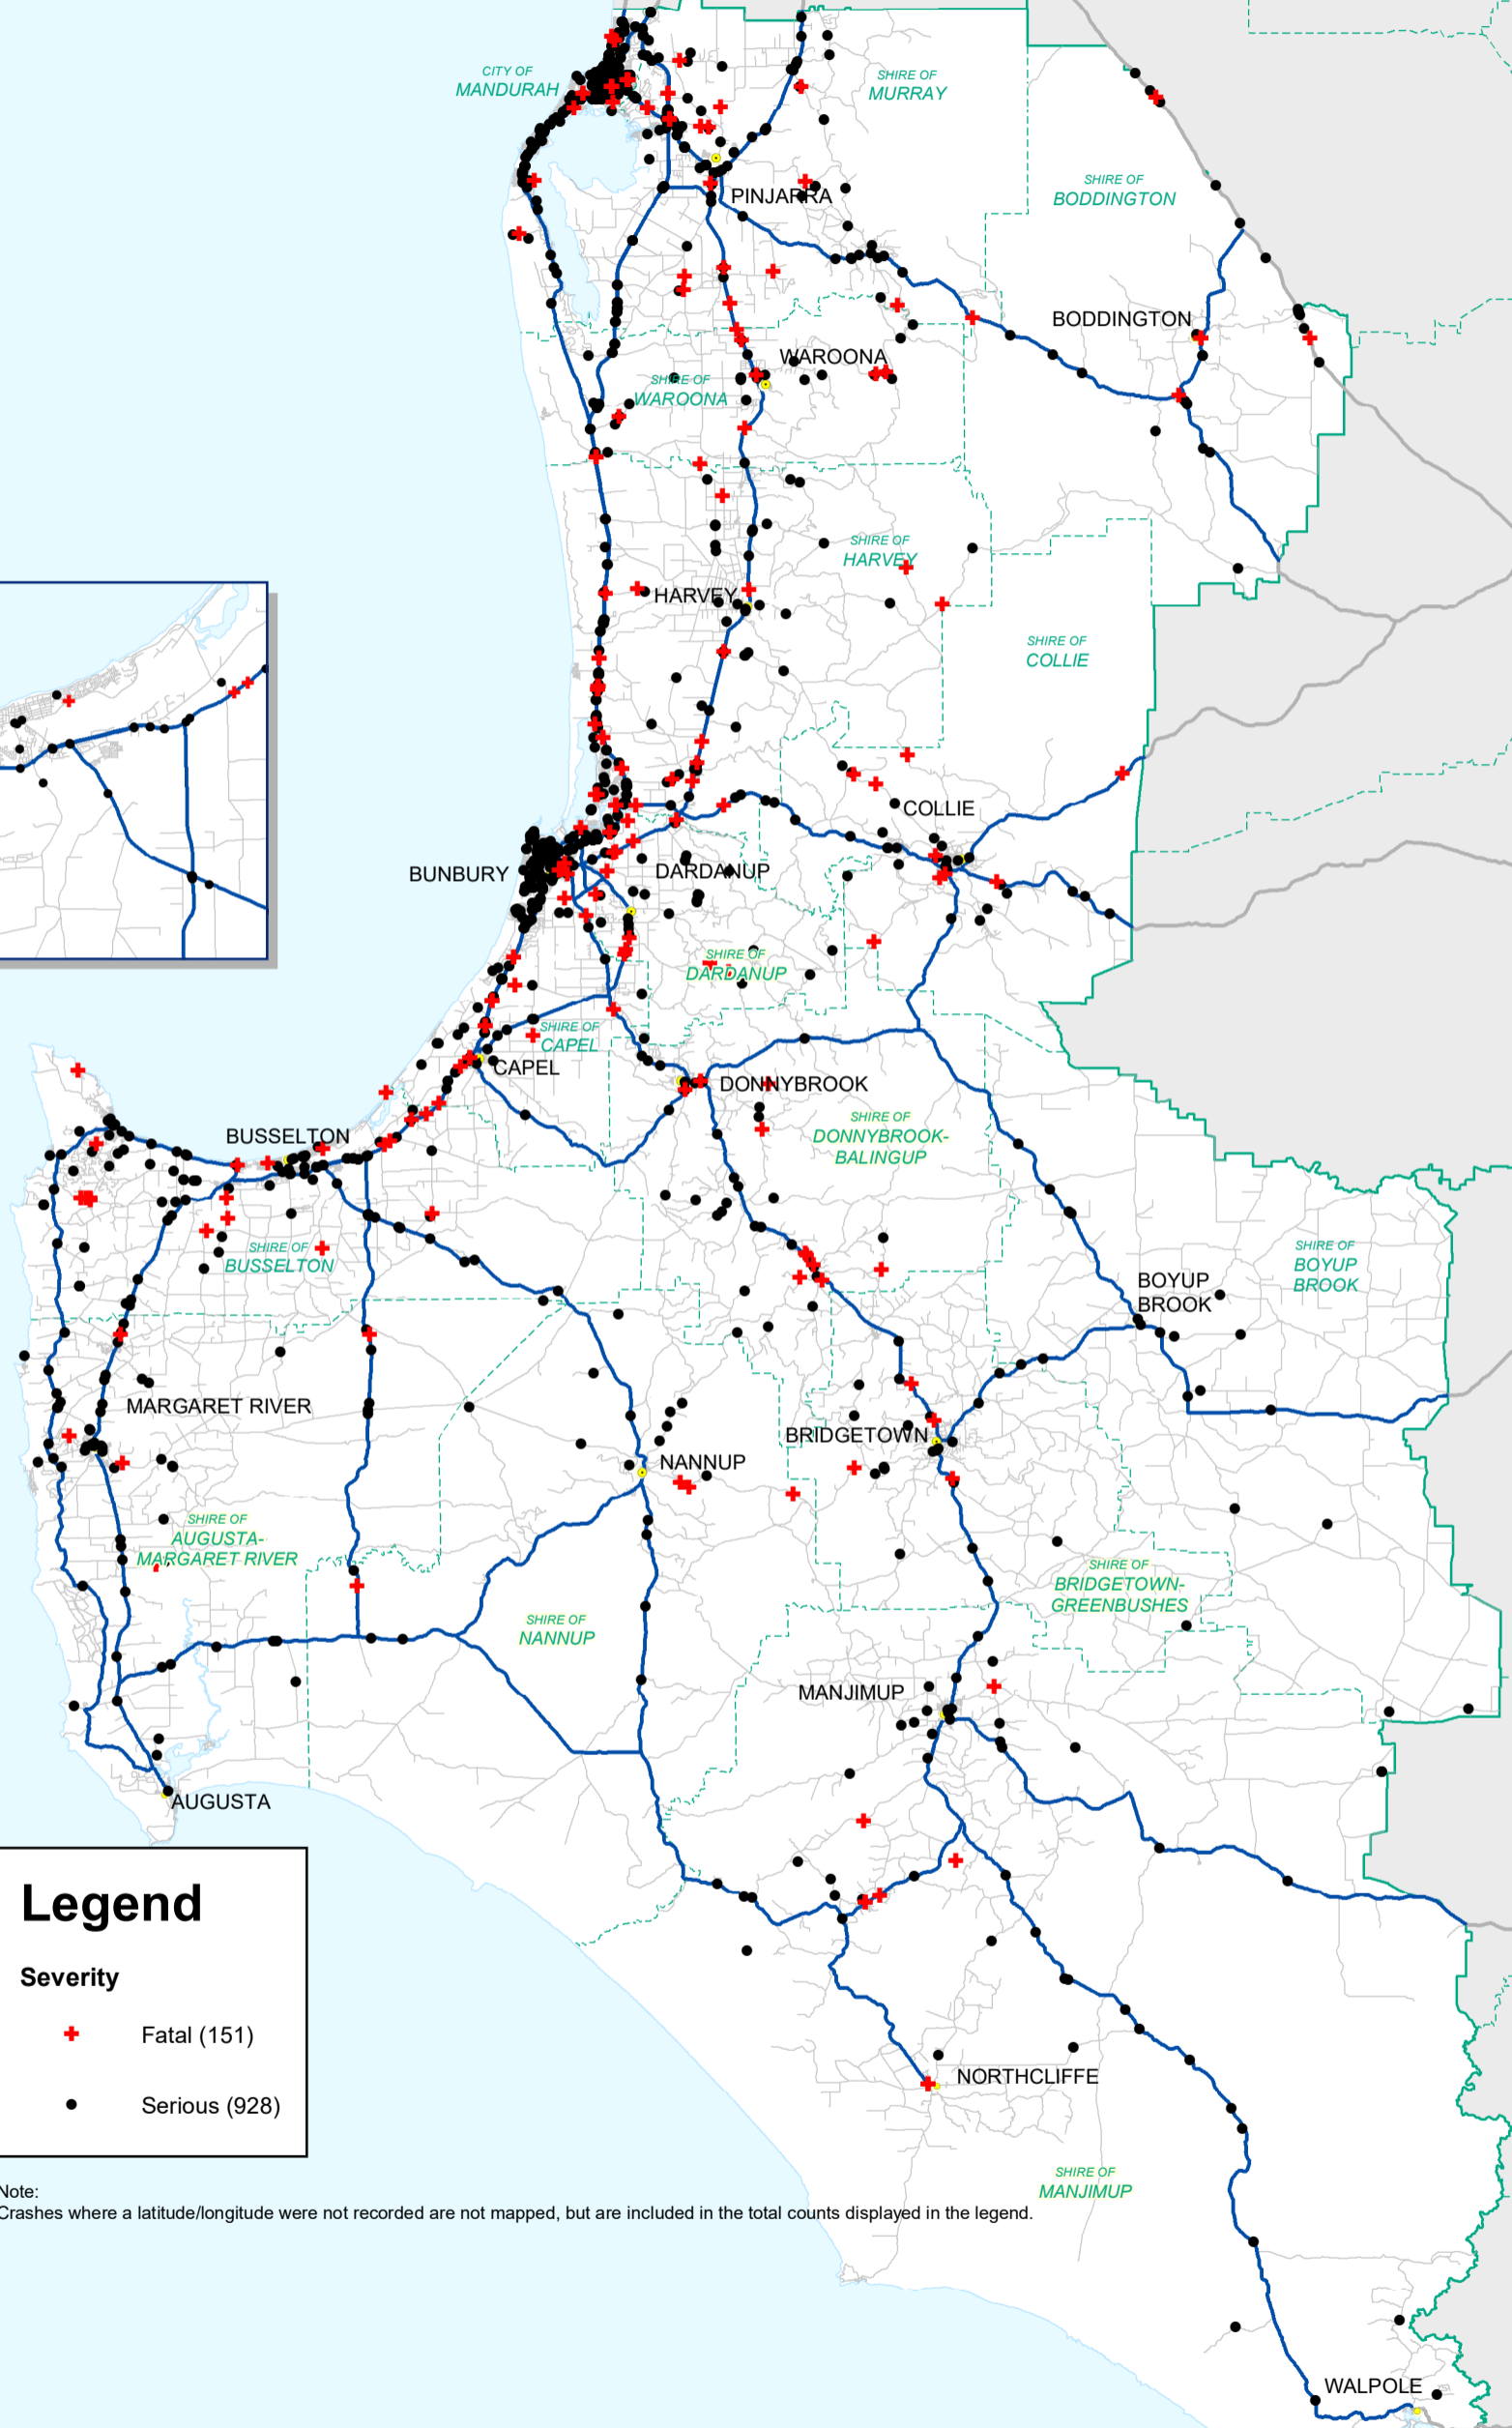 CITY OF
MANDURAH
SHIRE OF
MURRAY
SHIRE OF
BODDINGTON
PINJARRA
BODDINGTON
WAROONA
SHIRE OF
WAROONA
SHIRE OF
HARVEY
HARVEY
SHIRE OF
COLLIE
COLLIE
BUNBURY
DARDANUP
SHIRE OF
DARDANUP
SHIRE OF
CAPEL
CAPEL
DONNYBROOK
SHIRE OF
DONNYBROOK-
BALINGUP
BUSSELTON
SHIRE OF
BUSSELTON
SHIRE OF
BOYUP
BROOK
BOYUP
BROOK
MARGARET RIVER
BRIDGETOWN
NANNUP
SHIRE OF
AUGUSTA-
MARGARET RIVER
SHIRE OF
BRIDGETOWN-
GREENBUSHES
SHIRE OF
NANNUP
MANJIMUP
AUGUSTA
Legend
Severity
Fatal (151)
Serious (928)
NORTHCLIFFE
SHIRE OF
MANJIMUP
Note:
Crashes where a latitude/longitude were not recorded are not mapped, but are included in the total counts displayed in the legend.
WALPOLE